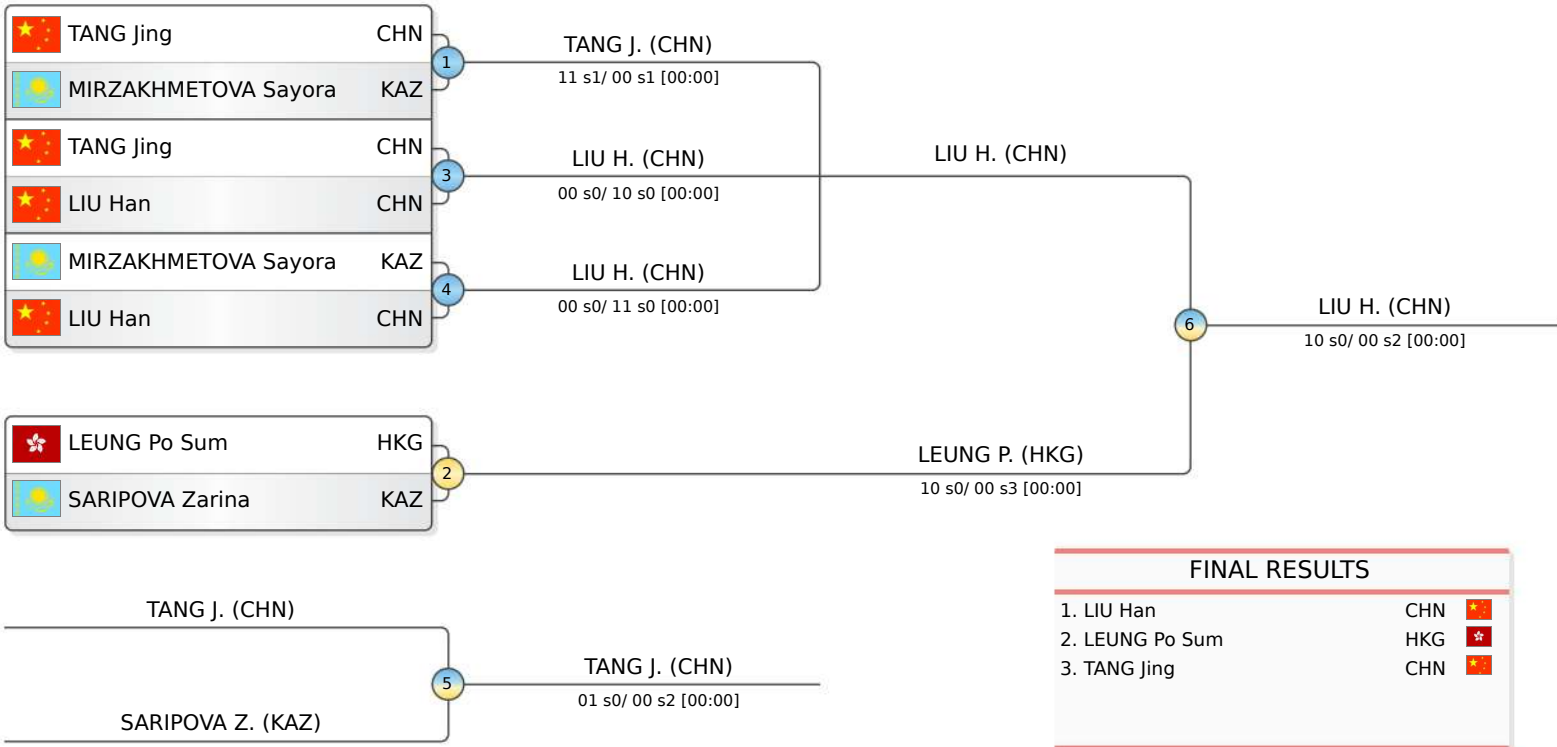 TANG Jing CHN
MIRZAKHMETOVA Sayora KAZ
1
TANG J. (CHN)
11 s1/ 00 s1 [00:00]
TANG Jing CHN
LIU Han CHN
3
LIU H. (CHN)
00 s0/ 10 s0 [00:00]
LIU H. (CHN)
MIRZAKHMETOVA Sayora KAZ
LIU Han CHN
4
LIU H. (CHN)
00 s0/ 11 s0 [00:00]
6
LIU H. (CHN)
10 s0/ 00 s2 [00:00]
LEUNG Po Sum HKG
SARIPOVA Zarina KAZ
2
LEUNG P. (HKG)
10 s0/ 00 s3 [00:00]
TANG J. (CHN)
SARIPOVA Z. (KAZ)
5
TANG J. (CHN)
01 s0/ 00 s2 [00:00]
FINAL RESULTS
1. LIU Han CHN
2. LEUNG Po Sum HKG
3. TANG Jing CHN